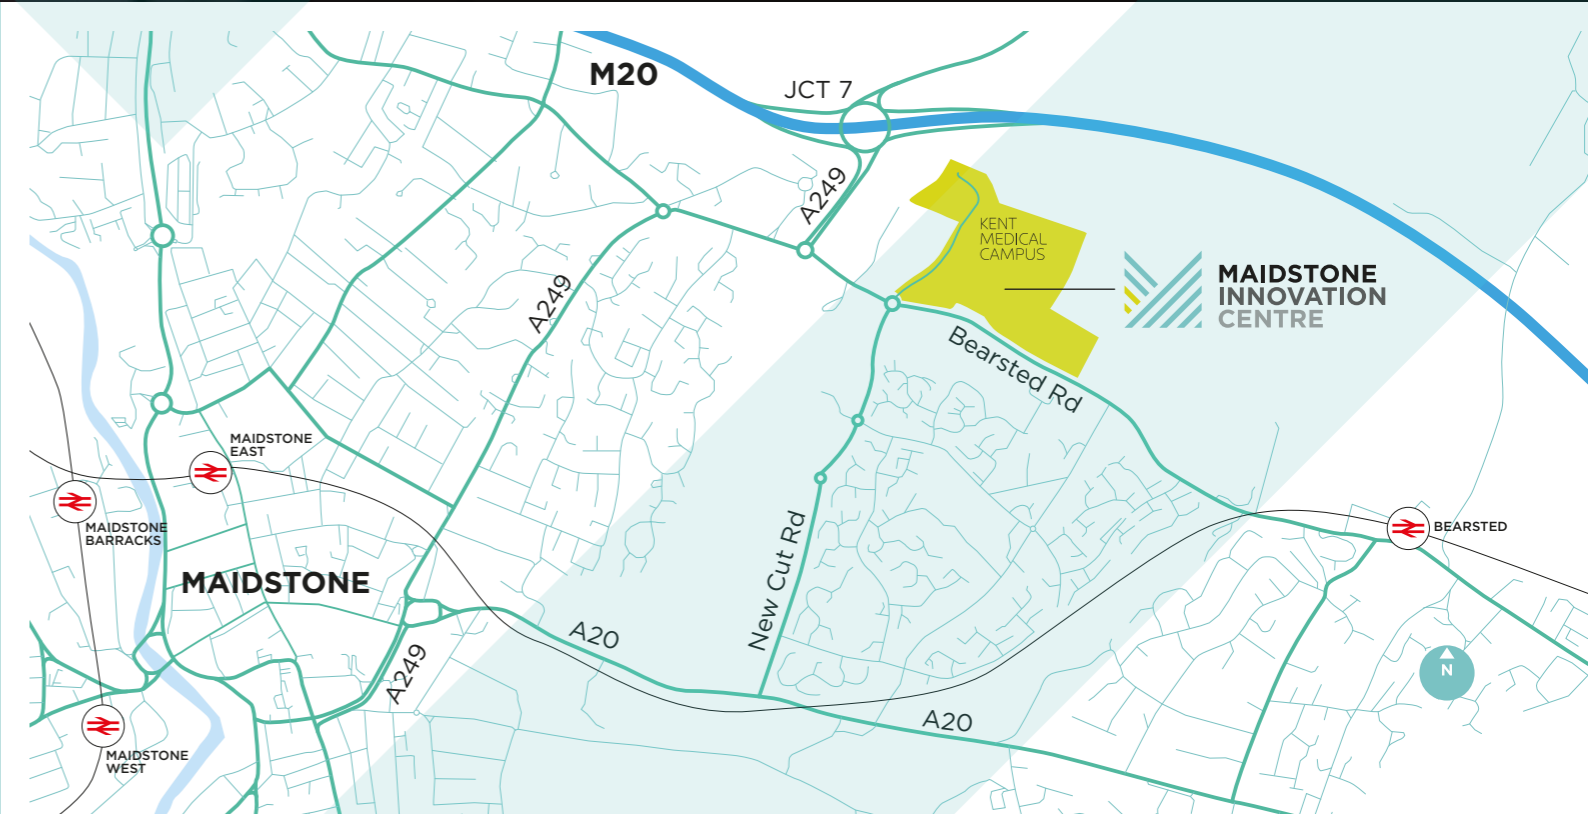 M20
JCT 7
A249
KENT
MEDICAL
CAMPUS
MAIDSTONE
INNOVATION
CENTRE
A249
Bearsted Rd
MAIDSTONE
EAST
MAIDSTONE
BARRACKS
BEARSTED
New Cut Rd
MAIDSTONE
A20
A249
N
A20
MAIDSTONE
WEST